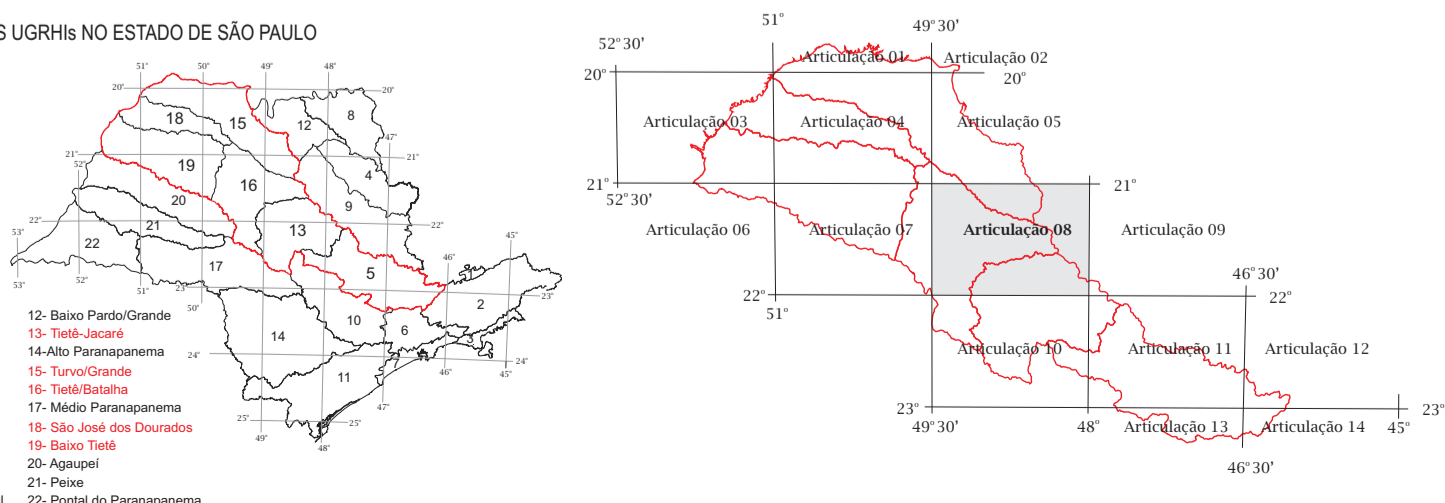 S UGRHIs NO ESTADO DE SÃO PAULO
51° 50° 49° 48°
20° 20°
18 15 12 8
47°
21° 21°
52°
19 16 4
20 9
22° 22°
21 13
53° 45°
22 17 5 46° 1
53° 52° 51° 23° 2 23°
50°
10 6
14 3
24° 7 24°
46° 45°
11
47°
25° 25°
49° 48°
12- Baixo Pardo/Grande
13- Tietê-Jacaré
14-Alto Paranapanema
15- Turvo/Grande
16- Tietê/Batalha
17- Médio Paranapanema
18- São José dos Dourados
19- Baixo Tietê
20- Agaupeí
21- Peixe
22- Pontal do Paranapanema
51° 49°30'
52°30'
Articulação 01 Articulação 02
20° 20°
Articulação 03 Articulação 04 Articulação 05
21° 21°
52°30'
Articulação 06 Articulação 07 Articulação 08 Articulação 09
46°30'
22° 22°
51°
Articulação 10 Articulação 11 Articulação 12
23° 23°
49°30' 48° Articulação 13 Articulação 14 45°
46°30'